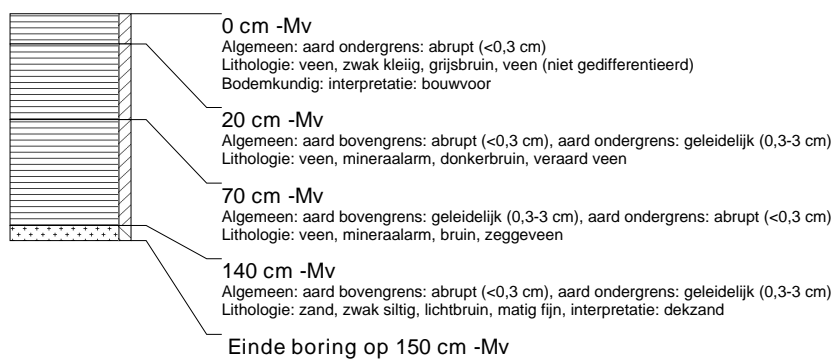 0 cm -Mv
Algemeen: aard ondergrens: abrupt (<0,3 cm)
Lithologie: veen, zwak kleiig, grijsbruin, veen (niet gedifferentieerd)
Bodemkundig: interpretatie: bouwvoor
20 cm -Mv
Algemeen: aard bovengrens: abrupt (<0,3 cm), aard ondergrens: geleidelijk (0,3-3 cm)
Lithologie: veen, mineraalarm, donkerbruin, veraard veen
70 cm -Mv
Algemeen: aard bovengrens: geleidelijk (0,3-3 cm), aard ondergrens: abrupt (<0,3 cm)
Lithologie: veen, mineraalarm, bruin, zeggeveen
140 cm -Mv
Algemeen: aard bovengrens: abrupt (<0,3 cm), aard ondergrens: geleidelijk (0,3-3 cm)
Lithologie: zand, zwak siltig, lichtbruin, matig fijn, interpretatie: dekzand
Einde boring op 150 cm -Mv